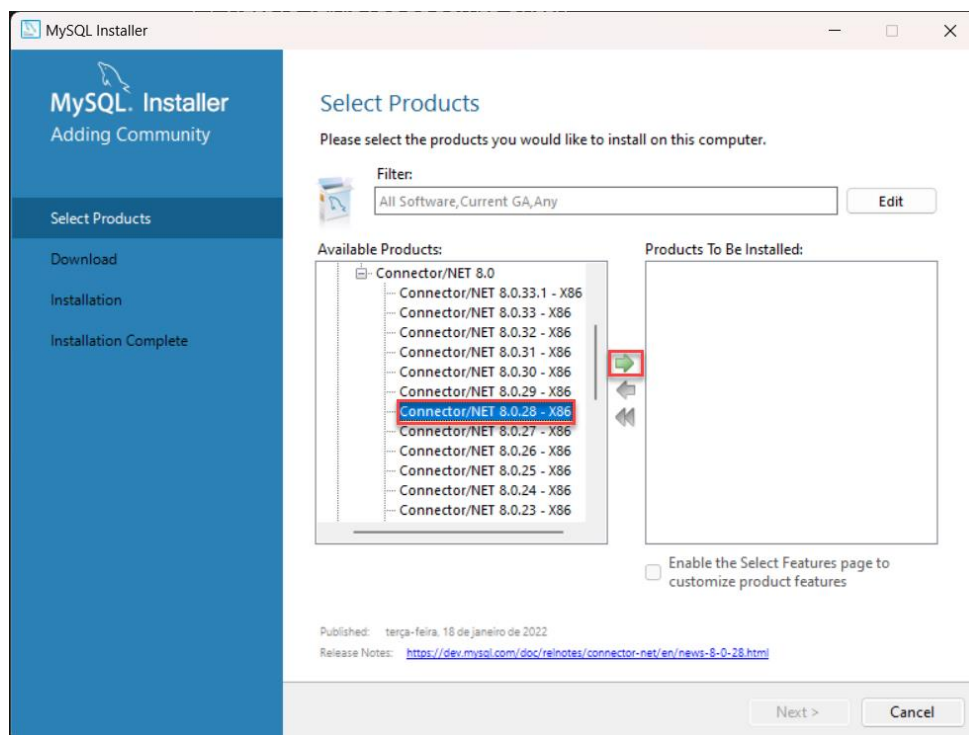 MySQL Installer
MySQL. Installer
Adding Community
Select Products
Download
Installation
Installation Complete
Select Products
Please select the products you would like to install on this computer.
Filter:
All Software,Current GA,Any
Edit
Available Products:
Connector/NET 8.0
Connector/NET 8.0.33.1 - X86
Connector/NET 8.0.33 - X86
Connector/NET 8.0.32 - X86
Connector/NET 8.0.31 - X86
Connector/NET 8.0.30 - X86
Connector/NET 8.0.29 - X86
Connector/NET 8.0.28 - X86
Connector/NET 8.0.27 - X86
Connector/NET 8.0.26 - X86
Connector/NET 8.0.25 - X86
Connector/NET 8.0.24 - X86
Connector/NET 8.0.23 - X86
Products To Be Installed:
Enable the Select Features page to
customize product features
Published: terça-feira, 18 de janeiro de 2022
Release Notes: https://dev.mysql.com/doc/relnotes/connector-net/en/news-8-0-28.html
Next >
Cancel